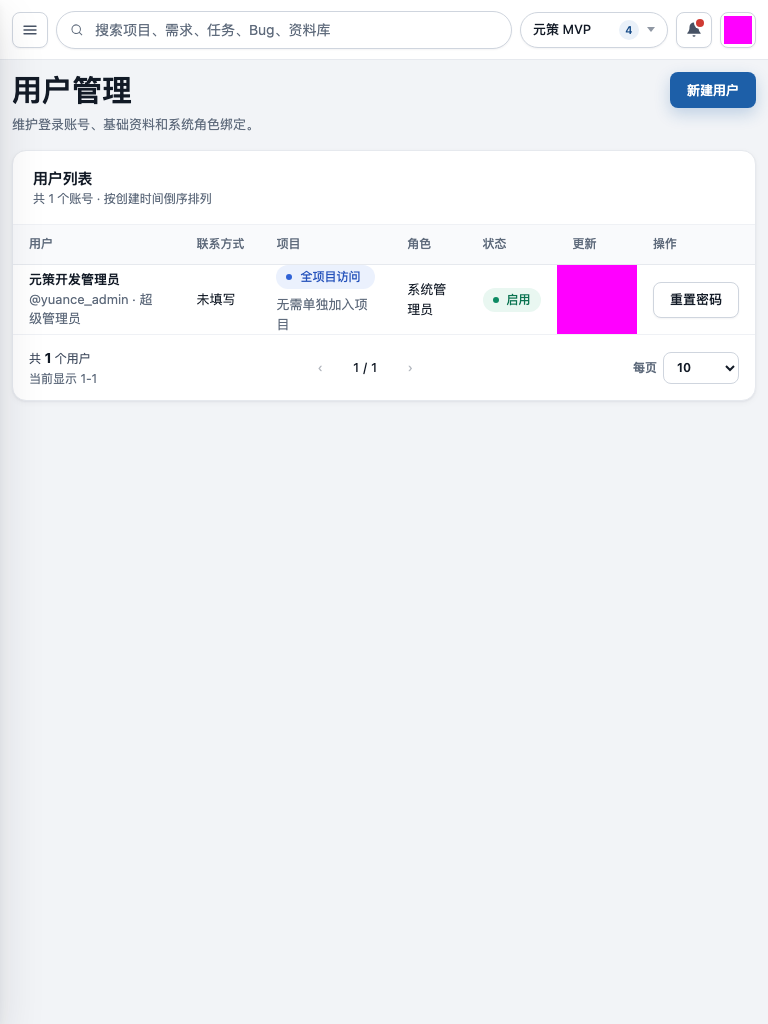 搜索项目、需求、任务、Bug、资料库
元策 MVP
4
用户管理
新建用户
维护登录账号、基础资料和系统角色绑定。
用户列表
共 1 个账号 · 按创建时间倒序排列
用户
联系方式
项目
角色
状态
更新
操作
元策开发管理员
@yuance_admin · 超
级管理员
未填写
全项目访问
无需单独加入项
目
系统管
理员
启用
重置密码
共 1 个用户
当前显示 1-1
‹
1 / 1
›
每页
10